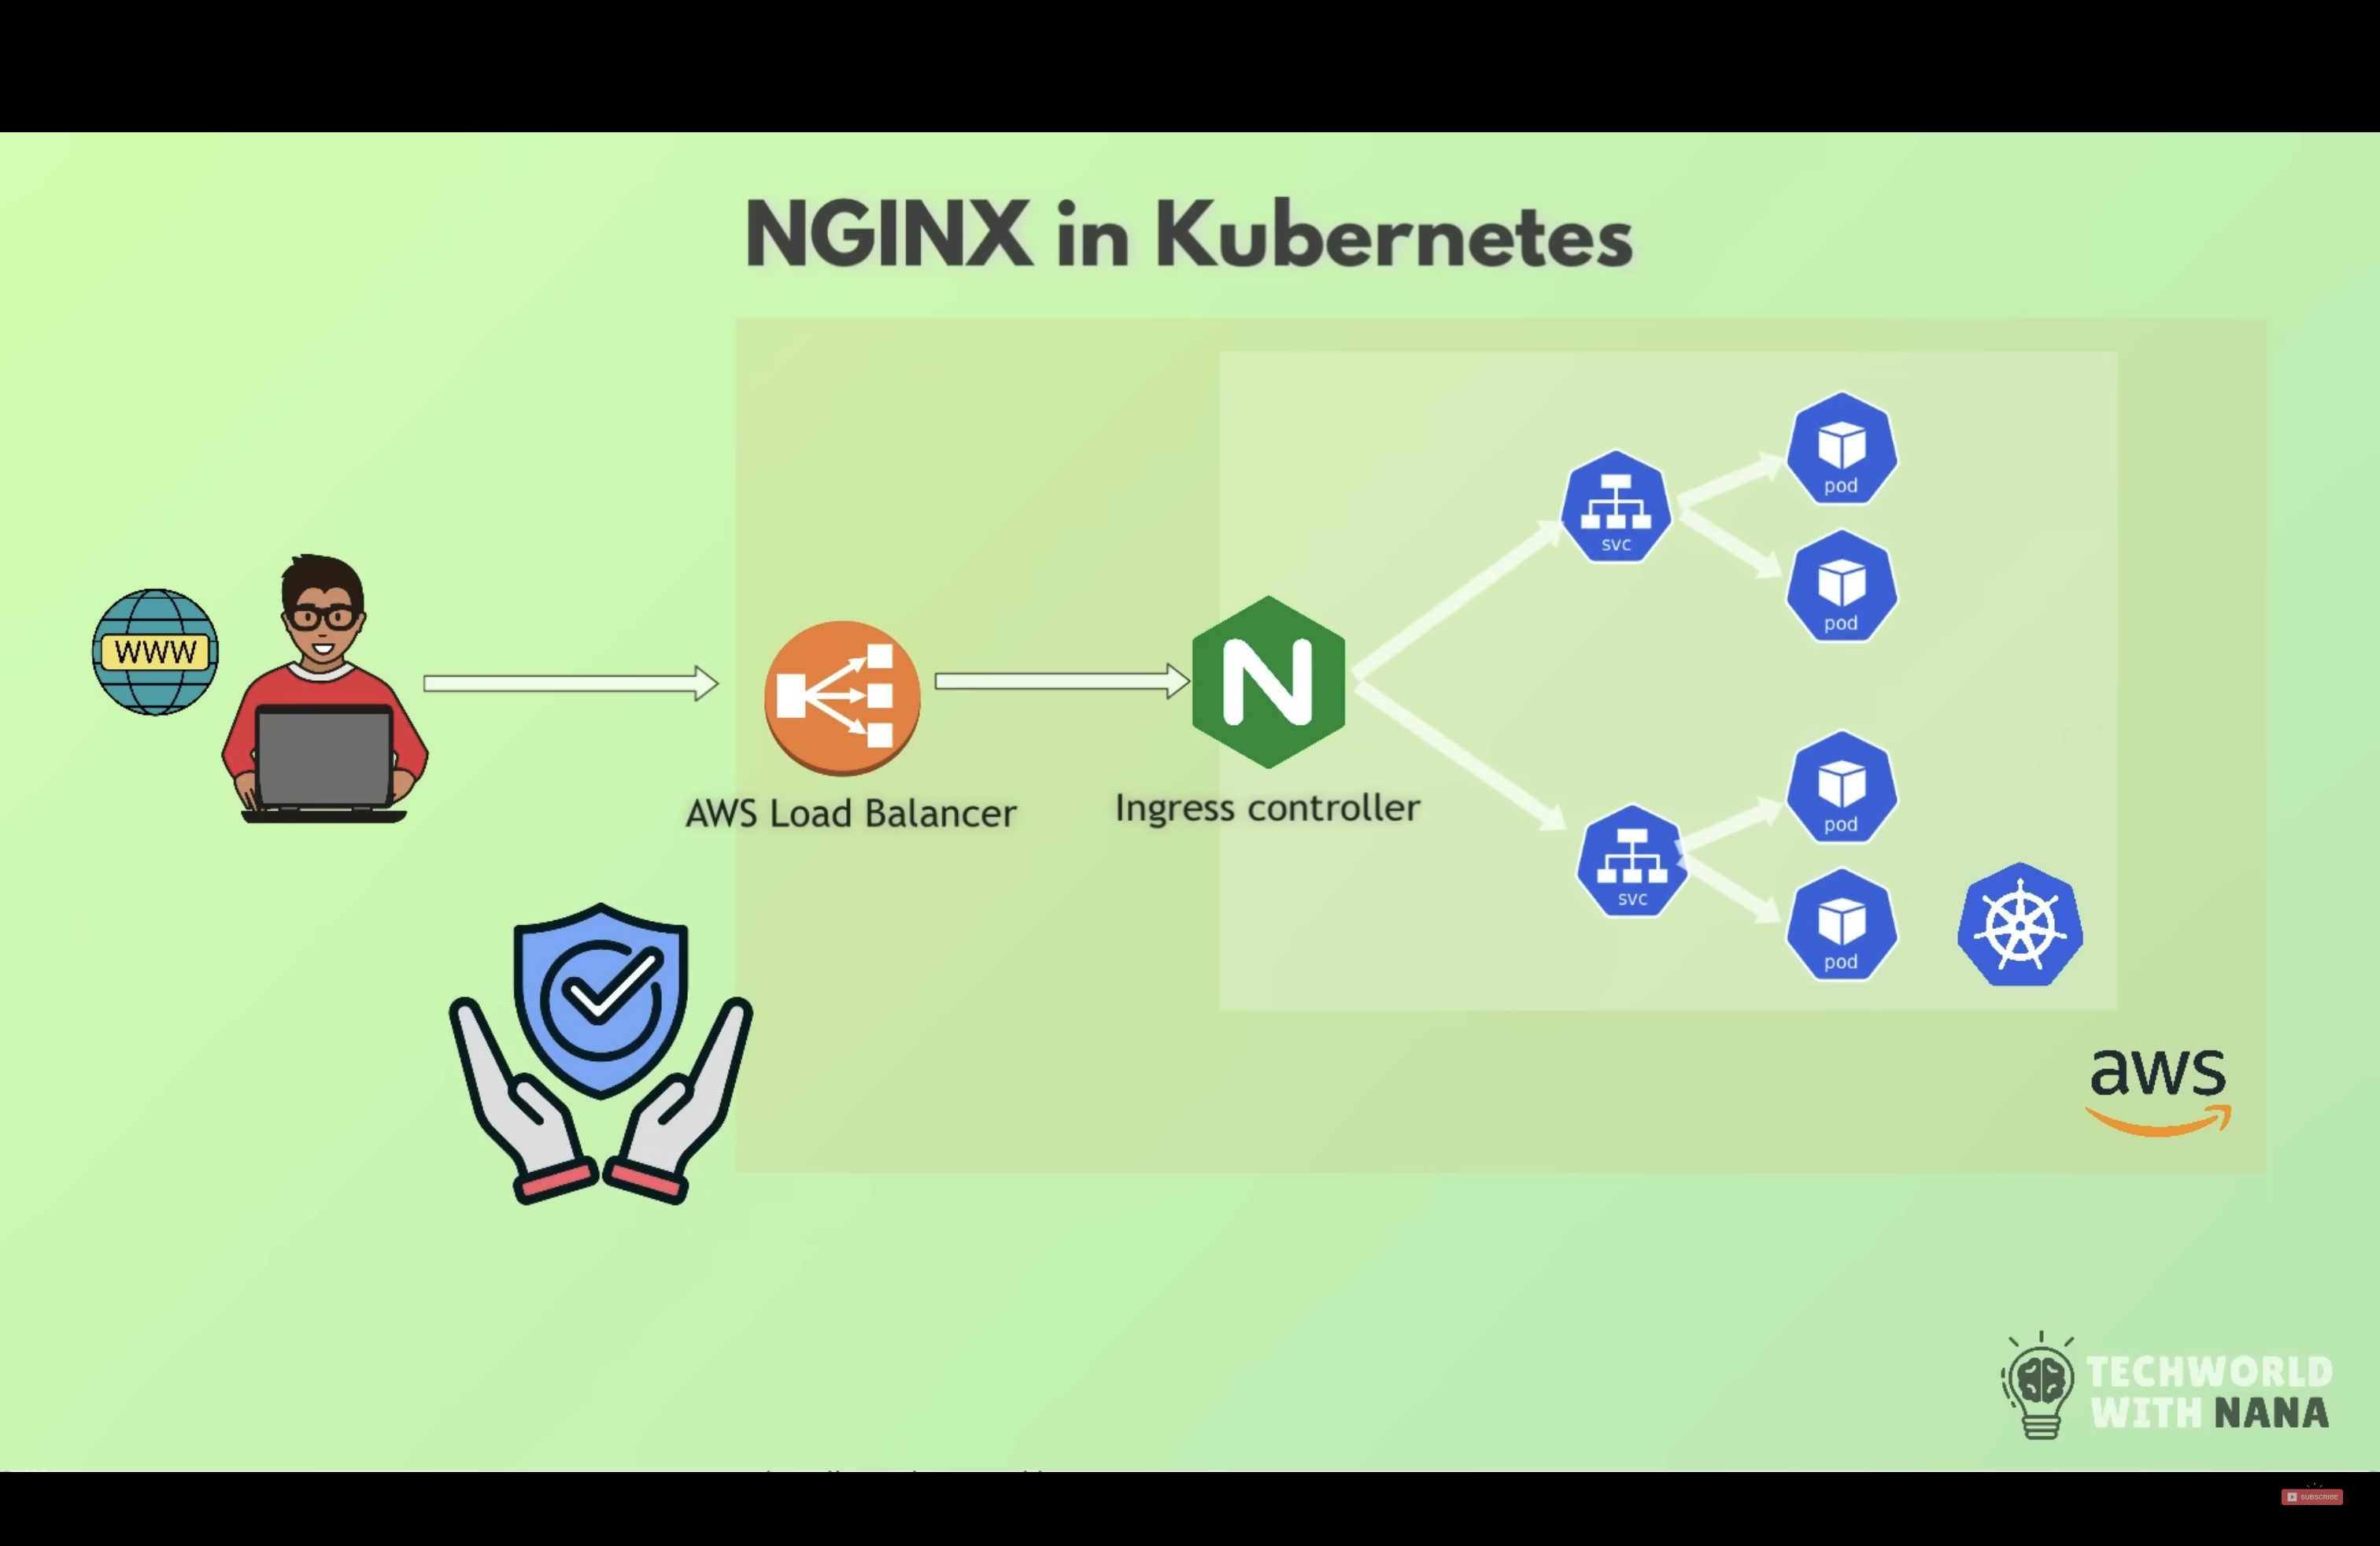 NGINX in Kubernetes
WWW
AWS Load Balancer
Ingress controller
svc
pod
pod
svc
pod
pod
aws
TECHWORLD
WITH NANA
SUBSCRIBE